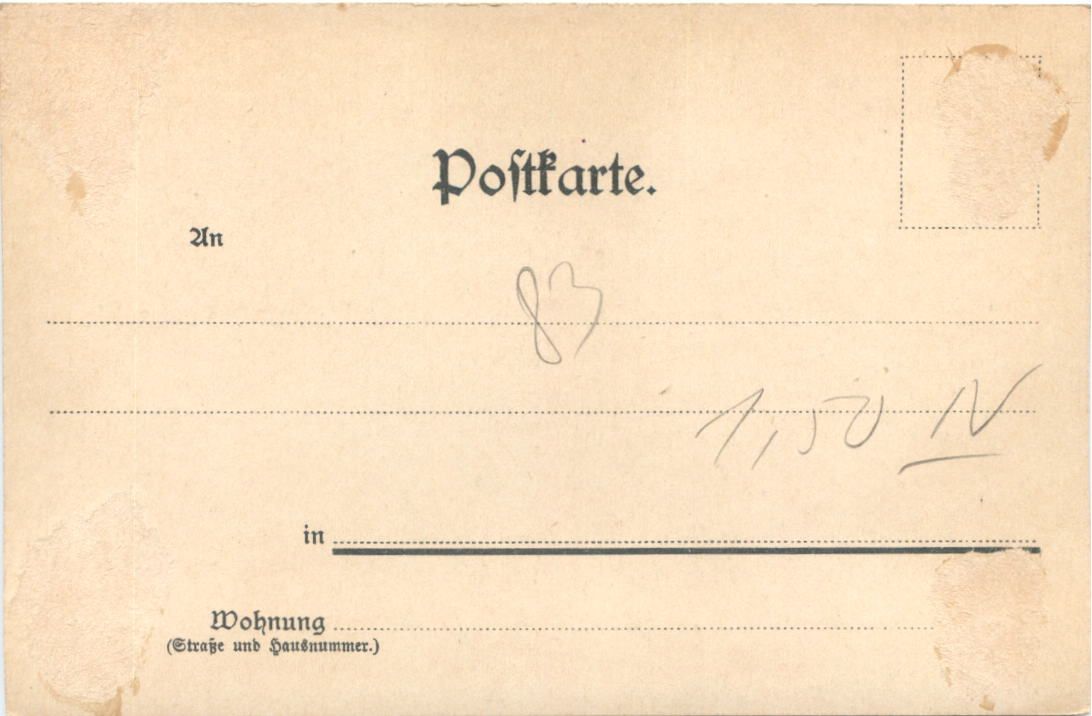 Postkarte.
An
83
1,50 N
in
Wohnung
(Straße und Hausnummer.)